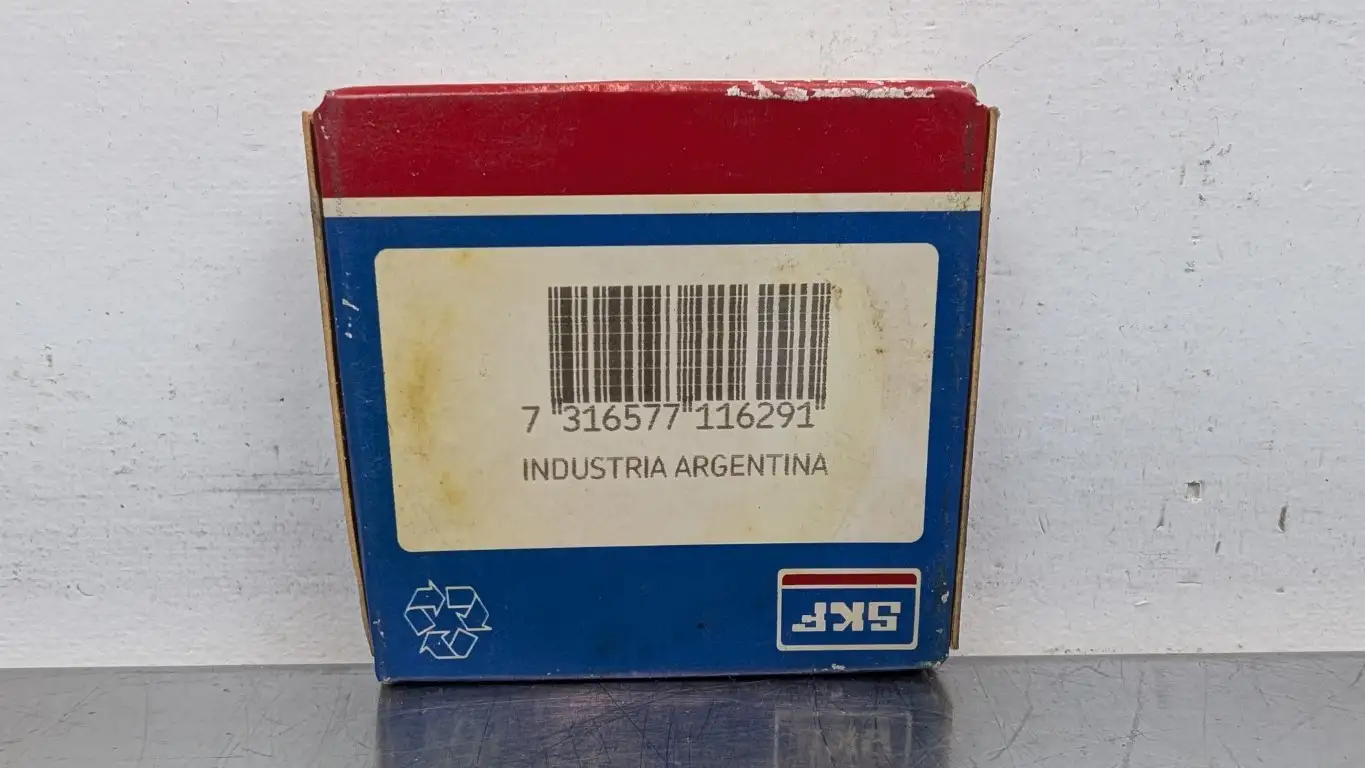 7 316577 116291
INDUSTRIA ARGENTINA
SKF